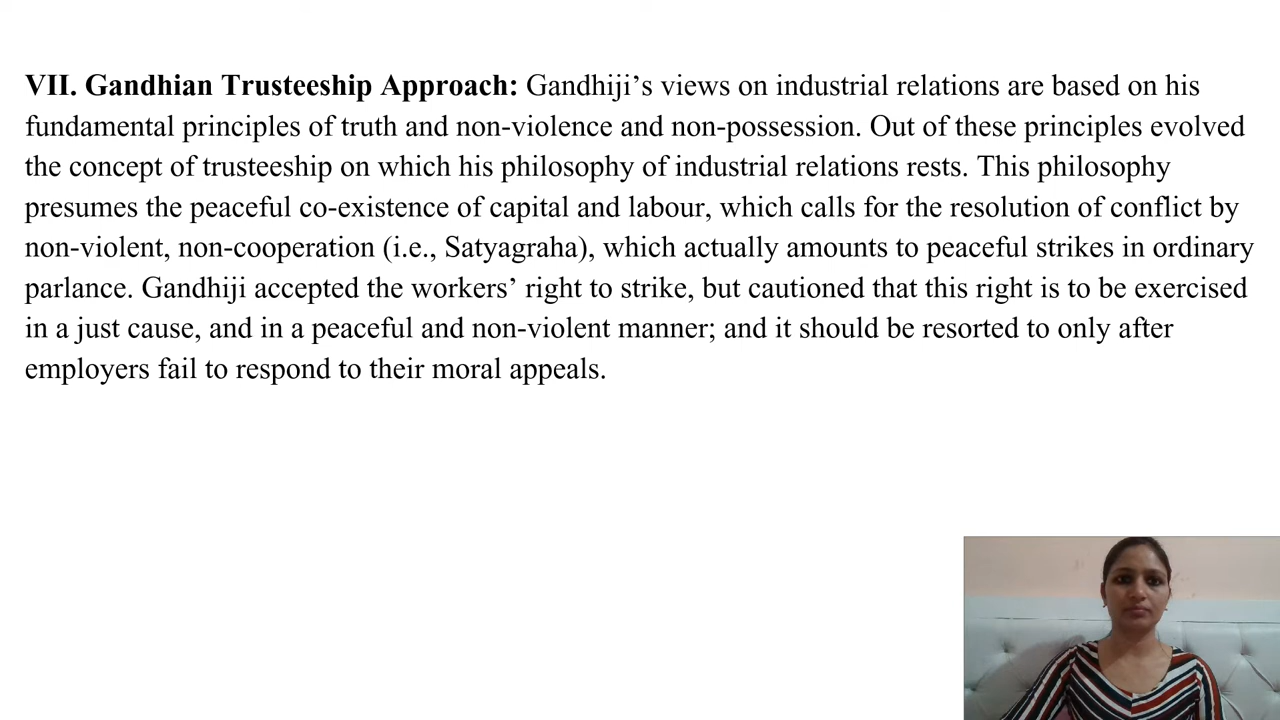 VII. Gandhian Trusteeship Approach: Gandhiji’s views on industrial relations are based on his
fundamental principles of truth and non-violence and non-possession. Out of these principles evolved
the concept of trusteeship on which his philosophy of industrial relations rests. This philosophy
presumes the peaceful co-existence of capital and labour, which calls for the resolution of conflict by
non-violent, non-cooperation (i.e., Satyagraha), which actually amounts to peaceful strikes in ordinary
parlance. Gandhiji accepted the workers’ right to strike, but cautioned that this right is to be exercised
in a just cause, and in a peaceful and non-violent manner; and it should be resorted to only after
employers fail to respond to their moral appeals.